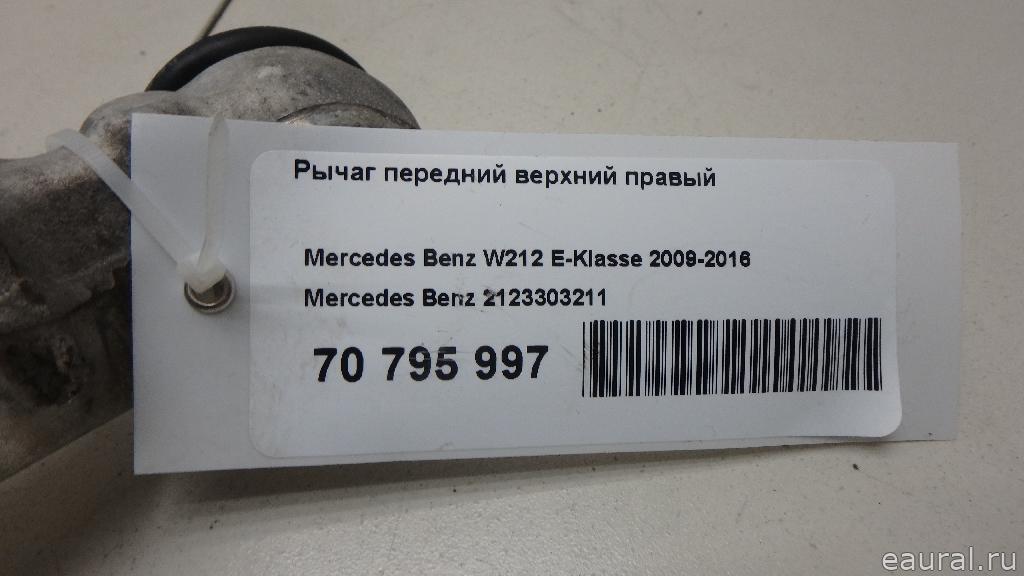 Рычаг передний верхний правый
Mercedes Benz W212 E-Klasse 2009-2016
Mercedes Benz 2123303211
70 795 997
eaural.ru